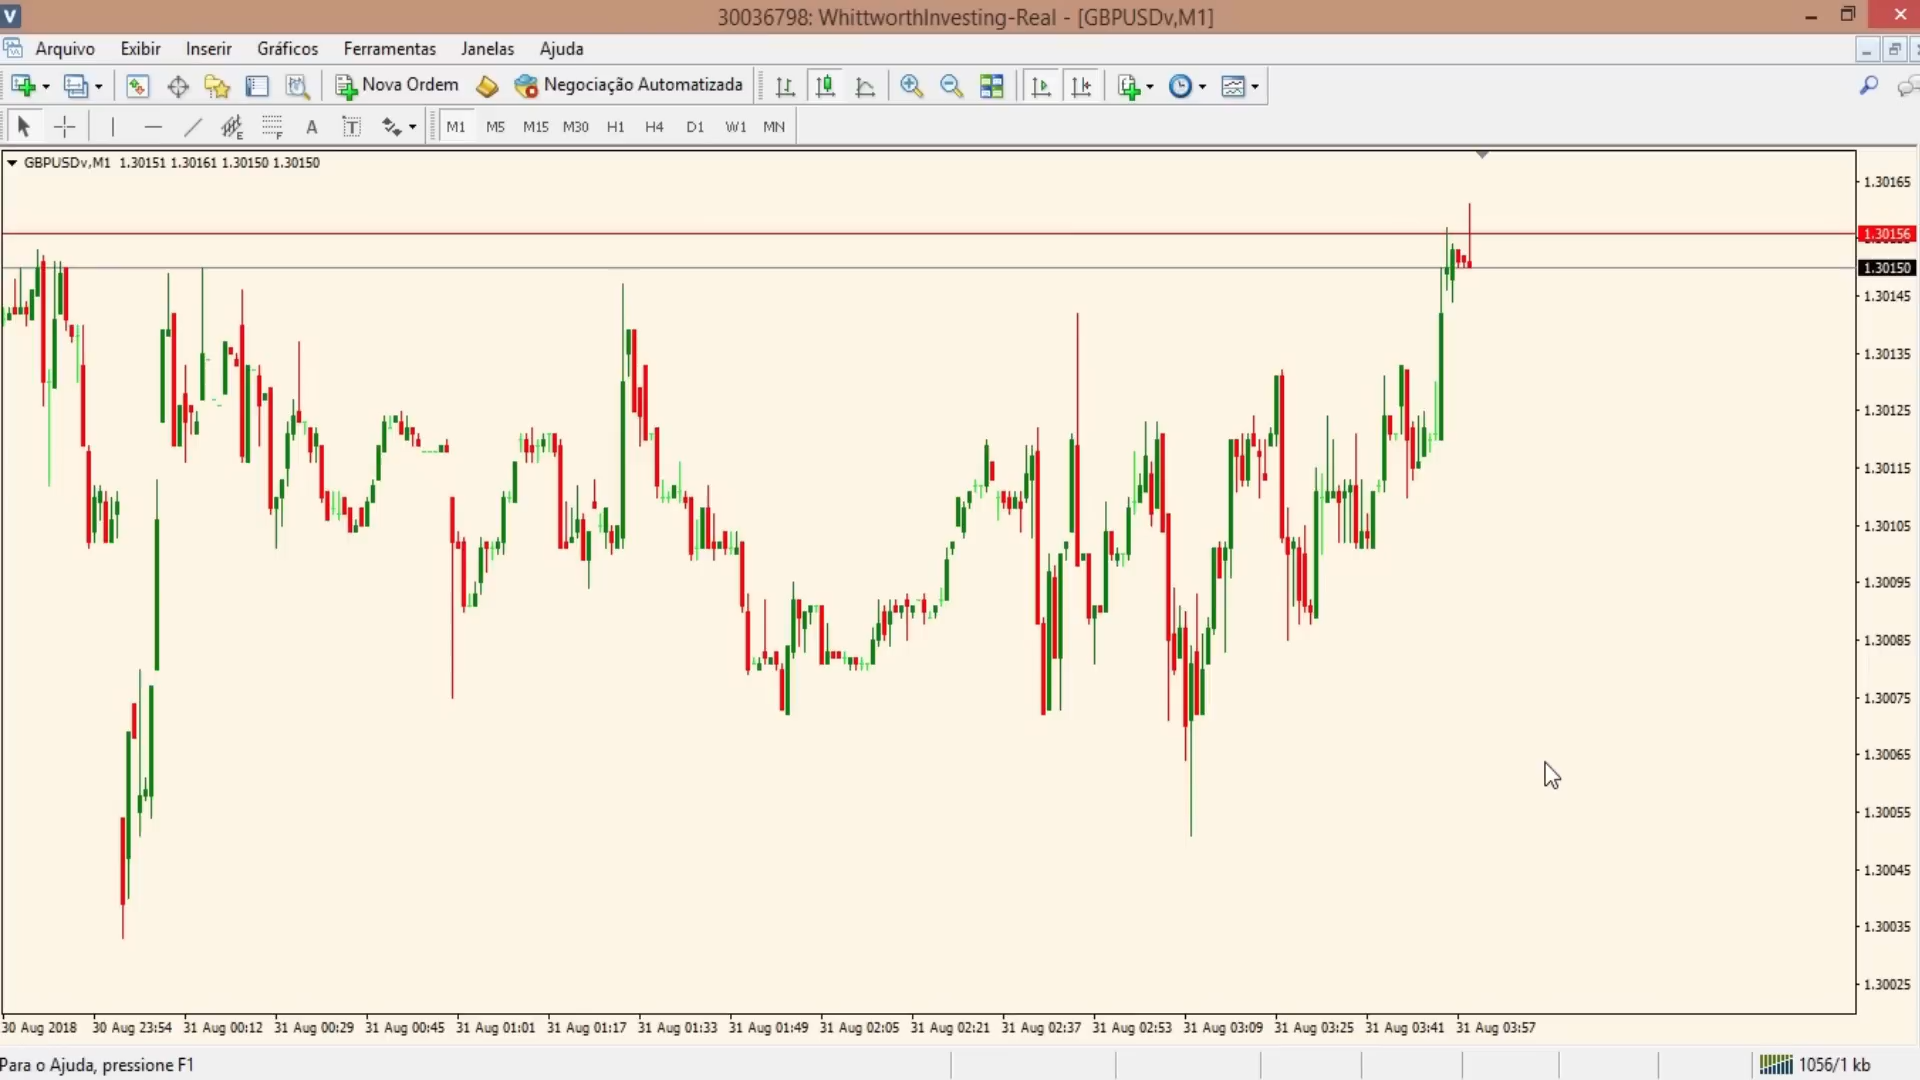 30036798: WhittworthInvesting-Real - [GBPUSDv,M1]
Arquivo Exibir Inserir Gráficos Ferramentas Janelas Ajuda
Nova Ordem Negociação Automatizada
A T M1 M5 M15 M30 H1 H4 D1 W1 MN
GBPUSDv,M1 1.30151 1.30161 1.30150 1.30150
1.30165
1.30156
1.30150
1.30145
1.30135
1.30125
1.30115
1.30105
1.30095
1.30085
1.30075
1.30065
1.30055
1.30045
1.30035
1.30025
30 Aug 2018 30 Aug 23:54 31 Aug 00:12 31 Aug 00:29 31 Aug 00:45 31 Aug 01:01 31 Aug 01:17 31 Aug 01:33 31 Aug 01:49 31 Aug 02:05 31 Aug 02:21 31 Aug 02:37 31 Aug 02:53 31 Aug 03:09 31 Aug 03:25 31 Aug 03:41 31 Aug 03:57
Para o Ajuda, pressione F1 1056/1 kb